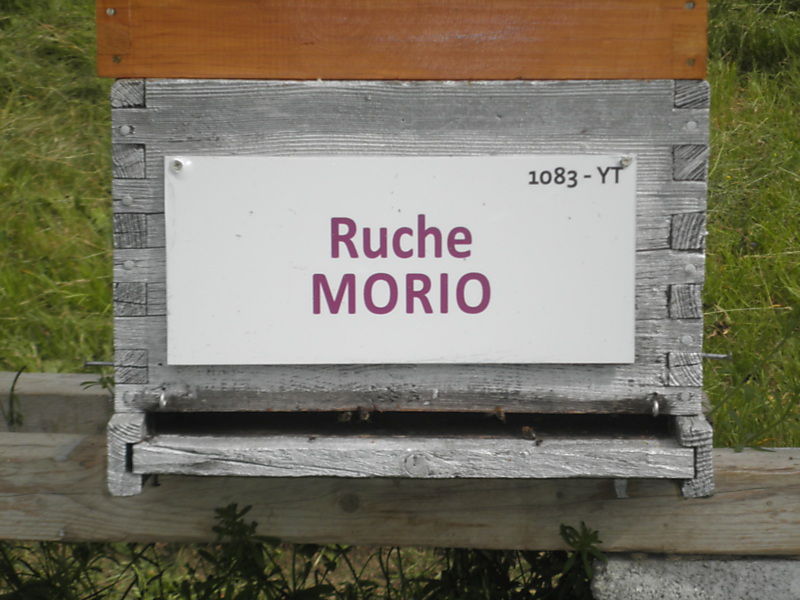 1083 - YT
Ruche
MORIO